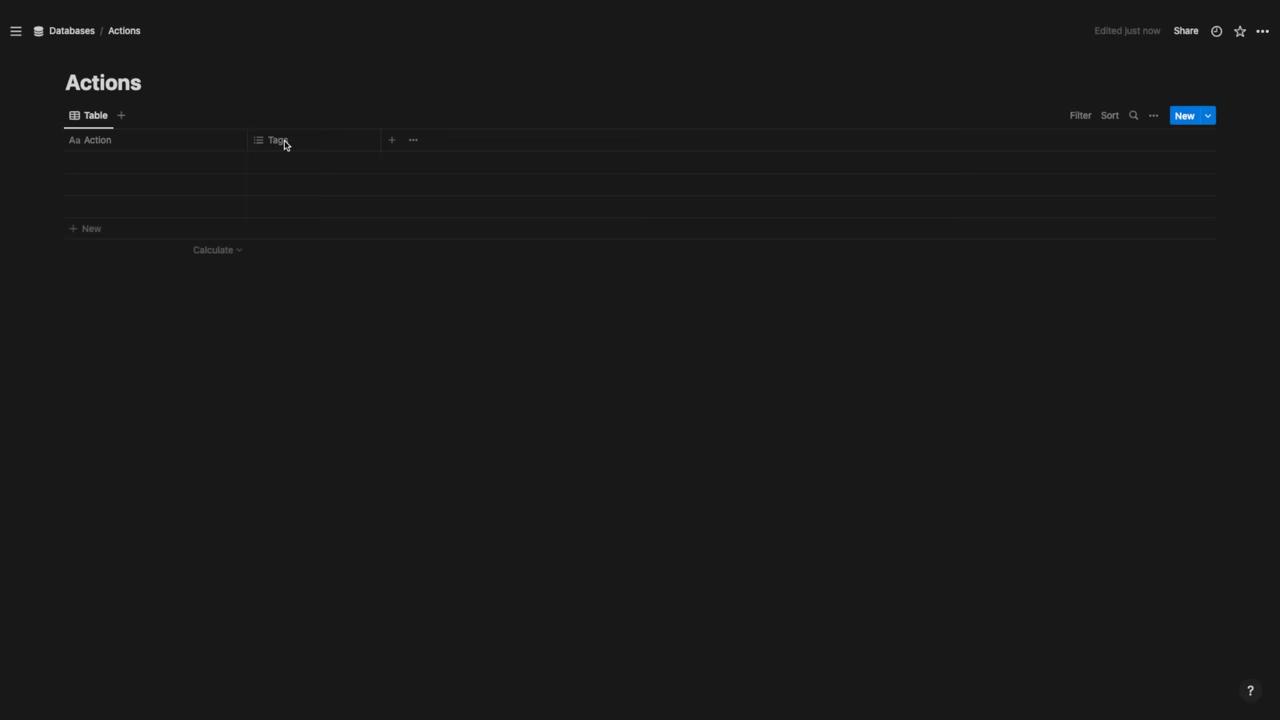 Databases / Actions
Edited just now Share
Actions
Table
Filter Sort New
Aa Action Tags
New
Calculate
?